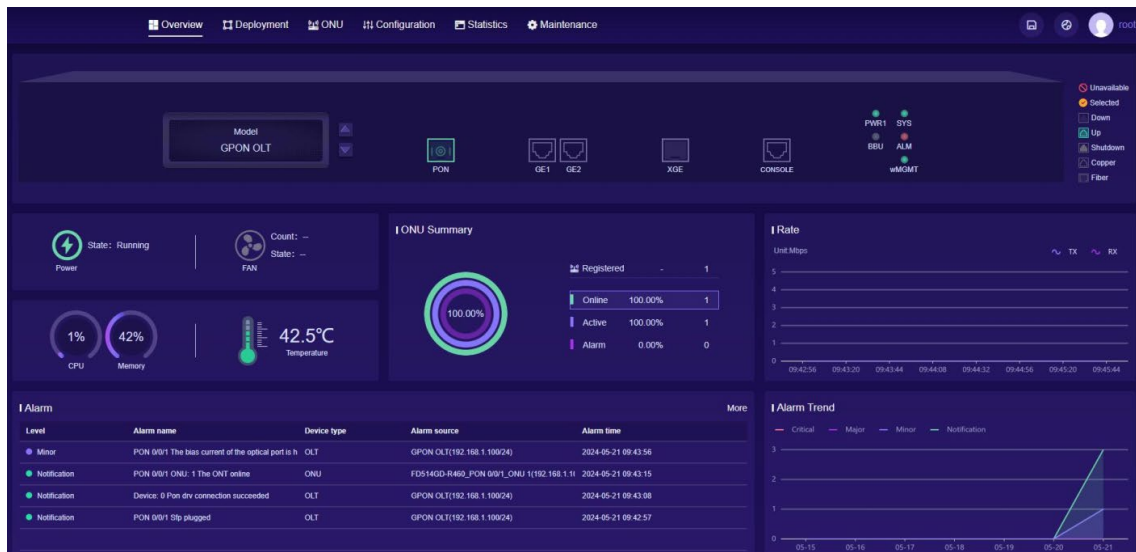 Overview Deployment ONU Configuration Statistics Maintenance root
Unavailable
Selected
Down
Up
Shutdown
Copper
Fiber
Model
GPON OLT
PON GE1 GE2 XGE CONSOLE
PWR1 SYS
BBU ALM
wMGMT
State: Running
Power
Count: --
State: --
FAN
1%
CPU
42%
Memory
42.5°C
Temperature
ONU Summary
100.00%
Registered - 1
Online 100.00% 1
Active 100.00% 1
Alarm 0.00% 0
Rate
Unit:Mbps TX RX
5
4
3
2
1
0
09:42:56 09:43:20 09:43:44 09:44:08 09:44:32 09:44:56 09:45:20 09:45:44
Alarm More
Level Alarm name Device type Alarm source Alarm time
Minor PON 0/0/1 The bias current of the optical port is h OLT GPON OLT(192.168.1.100/24) 2024-05-21 09:43:56
Notification PON 0/0/1 ONU: 1 The ONT online ONU FD514GD-R460_PON 0/0/1_ONU 1(192.168.1.1( 2024-05-21 09:43:15
Notification Device: 0 Pon drv connection succeeded OLT GPON OLT(192.168.1.100/24) 2024-05-21 09:43:08
Notification PON 0/0/1 Sfp plugged OLT GPON OLT(192.168.1.100/24) 2024-05-21 09:42:57
Alarm Trend
Critical Major Minor Notification
3
2
1
0
05-15 05-16 05-17 05-18 05-19 05-20 05-21